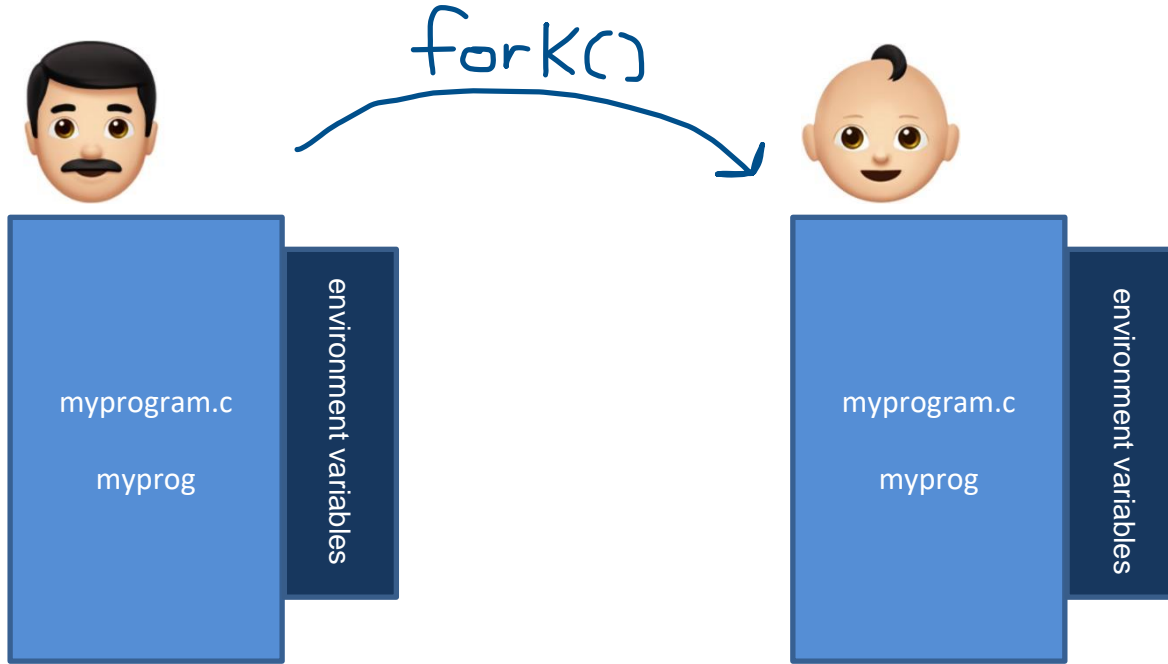 fork()
myprogram.c
myprog
environment variables
myprogram.c
myprog
environment variables